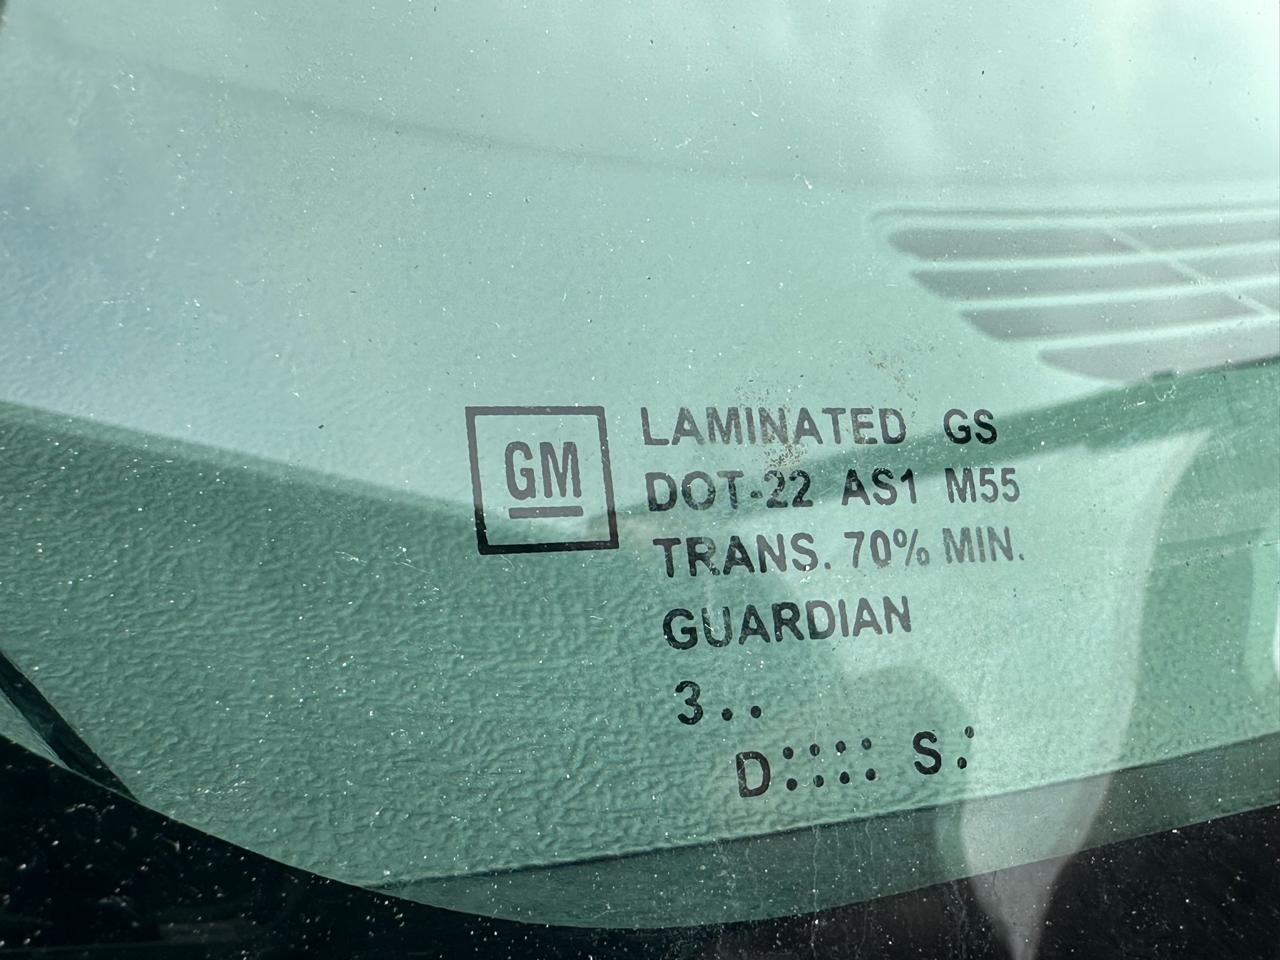 GM
LAMINATED GS
DOT-22 AS1 M55
TRANS. 70% MIN.
GUARDIAN
3..
D:::: S: